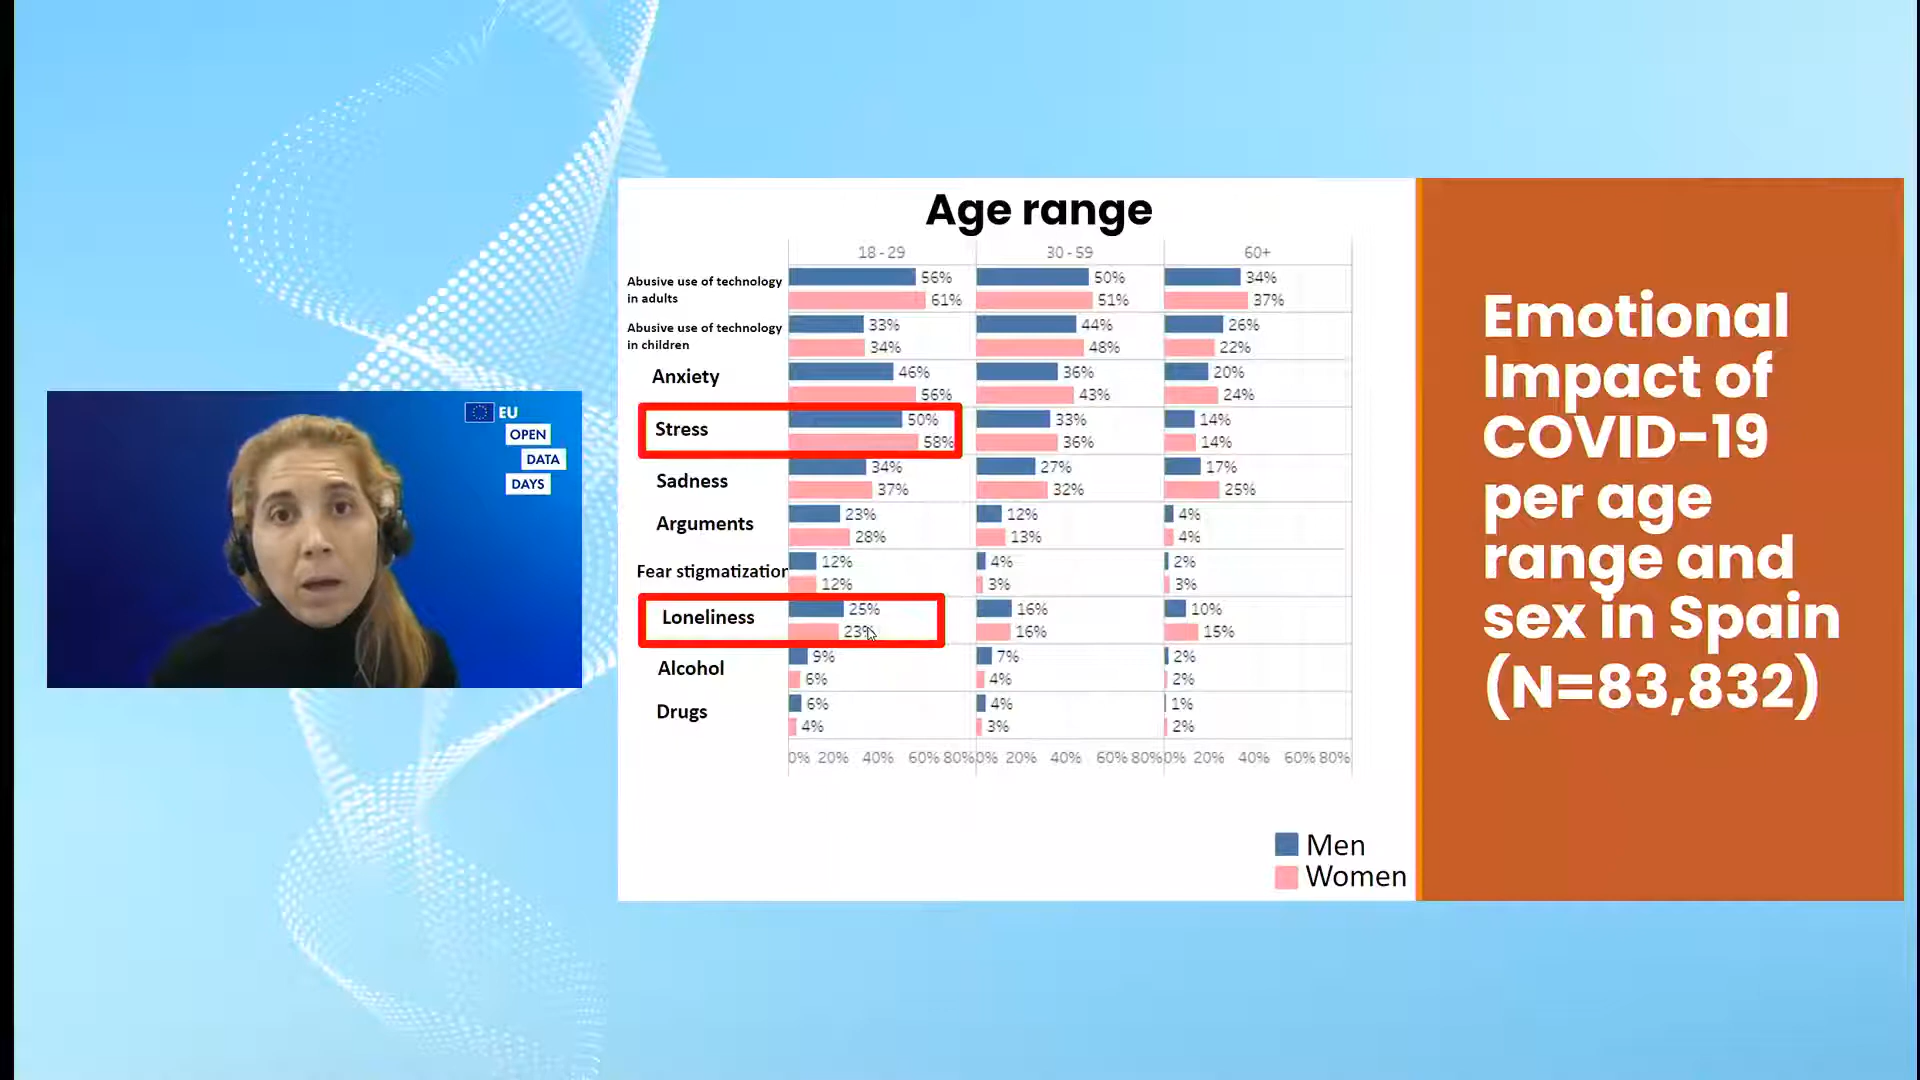 EU
OPEN
DATA
DAYS
Age range
18 - 29 30 - 59 60+
Abusive use of technology
in adults
56% 50% 34%
61% 51% 37%
Abusive use of technology
in children
33% 44% 26%
34% 48% 22%
Anxiety
46% 36% 20%
56% 43% 24%
Stress
50% 33% 14%
58% 36% 14%
Sadness
34% 27% 17%
37% 32% 25%
Arguments
23% 12% 4%
28% 13% 4%
Fear stigmatization
12% 4% 2%
12% 3% 3%
Loneliness
25% 16% 10%
23% 16% 15%
Alcohol
9% 7% 2%
6% 4% 2%
Drugs
6% 4% 1%
4% 3% 2%
0% 20% 40% 60% 80% 0% 20% 40% 60% 80% 0% 20% 40% 60% 80%
Men
Women
Emotional
Impact of
COVID-19
per age
range and
sex in Spain
(N=83,832)